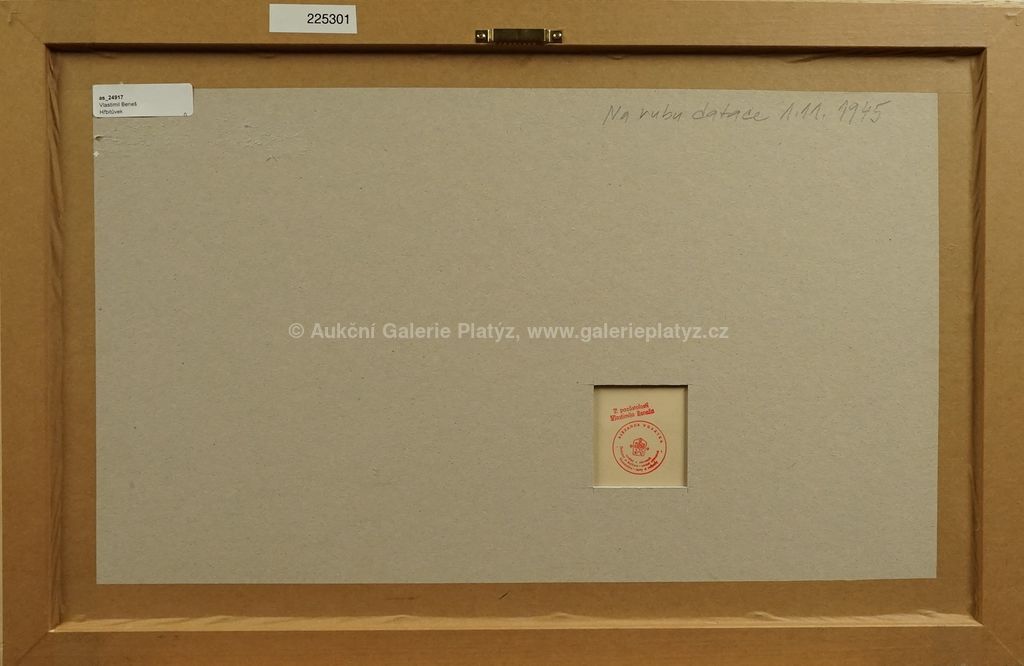 225301
as_24917
Vlastimil Beneš
Hřbitůvek
Na rubu datace 1.11. 1945
© Aukční Galerie Platýz, www.galerieplatyz.cz
Z pozůstalosti
Vlastimila Beneše